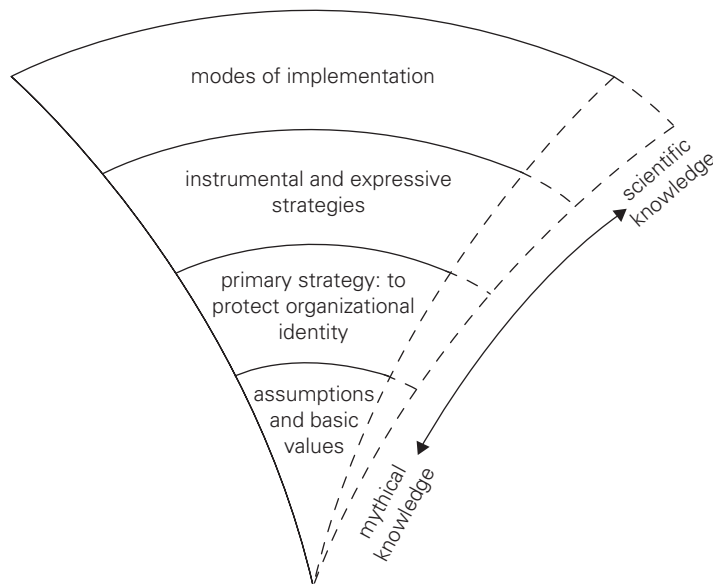 modes of implementation
instrumental and expressive
strategies
primary strategy: to
protect organizational
identity
assumptions
and basic
values
scientific
knowledge
mythical
knowledge